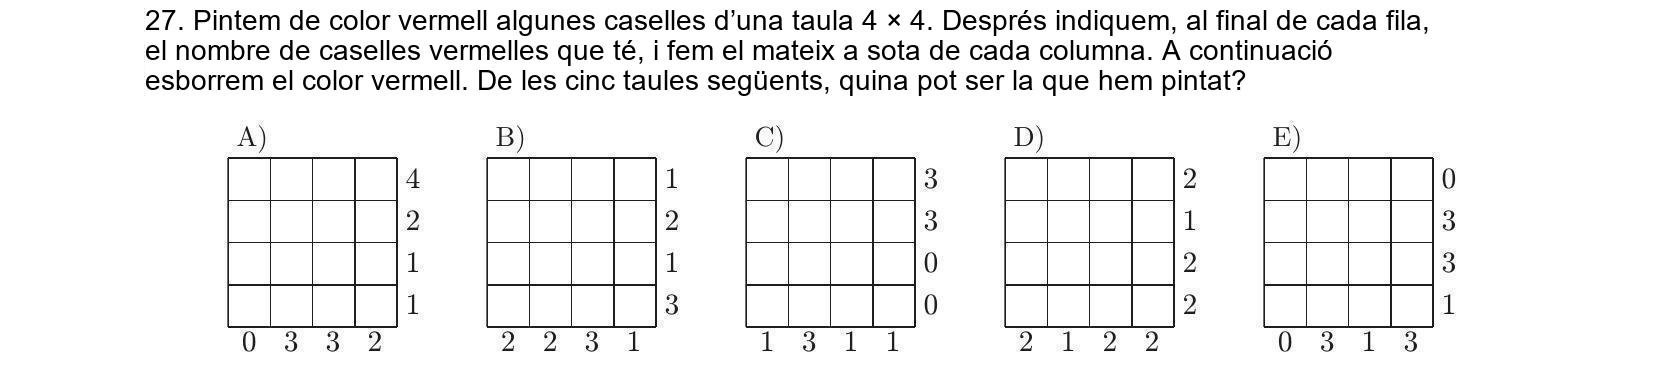 27. Pintem de color vermell algunes caselles d’una taula 4 × 4. Després indiquem, al final de cada fila,
el nombre de caselles vermelles que té, i fem el mateix a sota de cada columna. A continuació
esborrem el color vermell. De les cinc taules següents, quina pot ser la que hem pintat?
A) B) C) D) E)
4 1 3 2 0
2 2 3 1 3
1 1 0 2 3
1 3 0 2 1
0 3 3 2 2 2 3 1 1 3 1 1 2 1 2 2 0 3 1 3